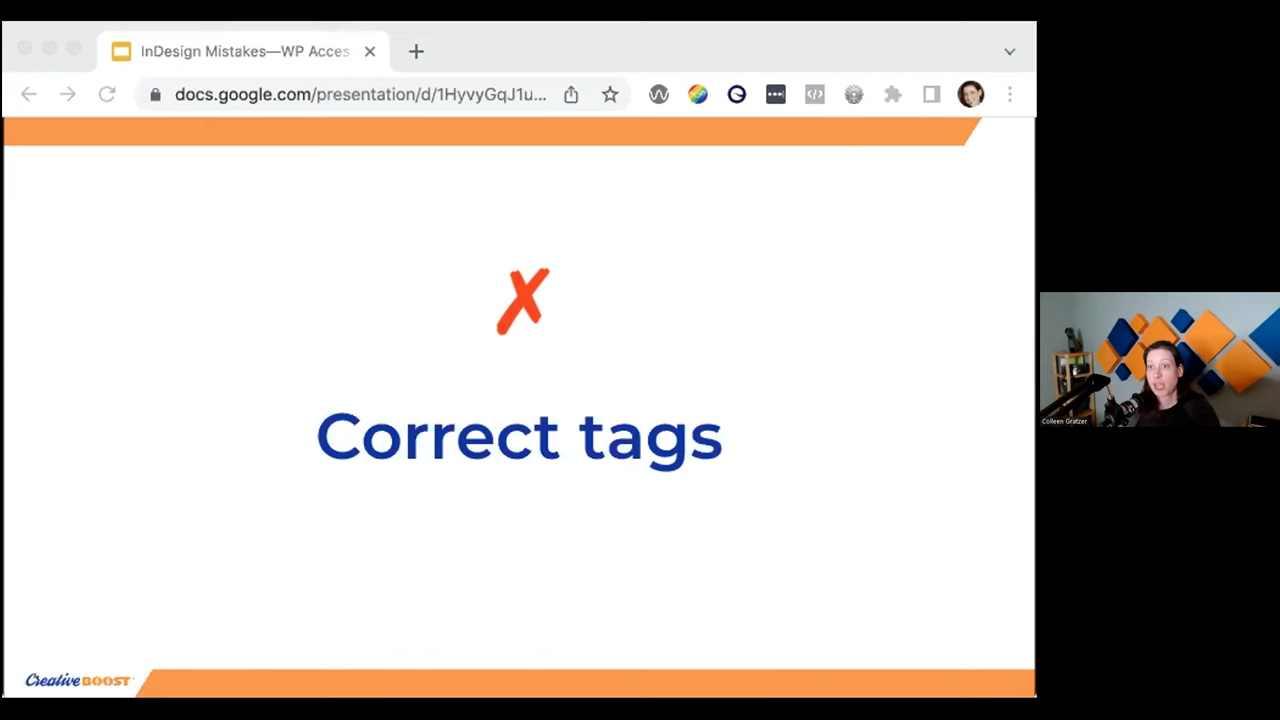 InDesign Mistakes—WP Acces
docs.google.com/presentation/d/1HyvyGqJ1u...
Correct tags
Colleen Gratzer
CreativeBOOST